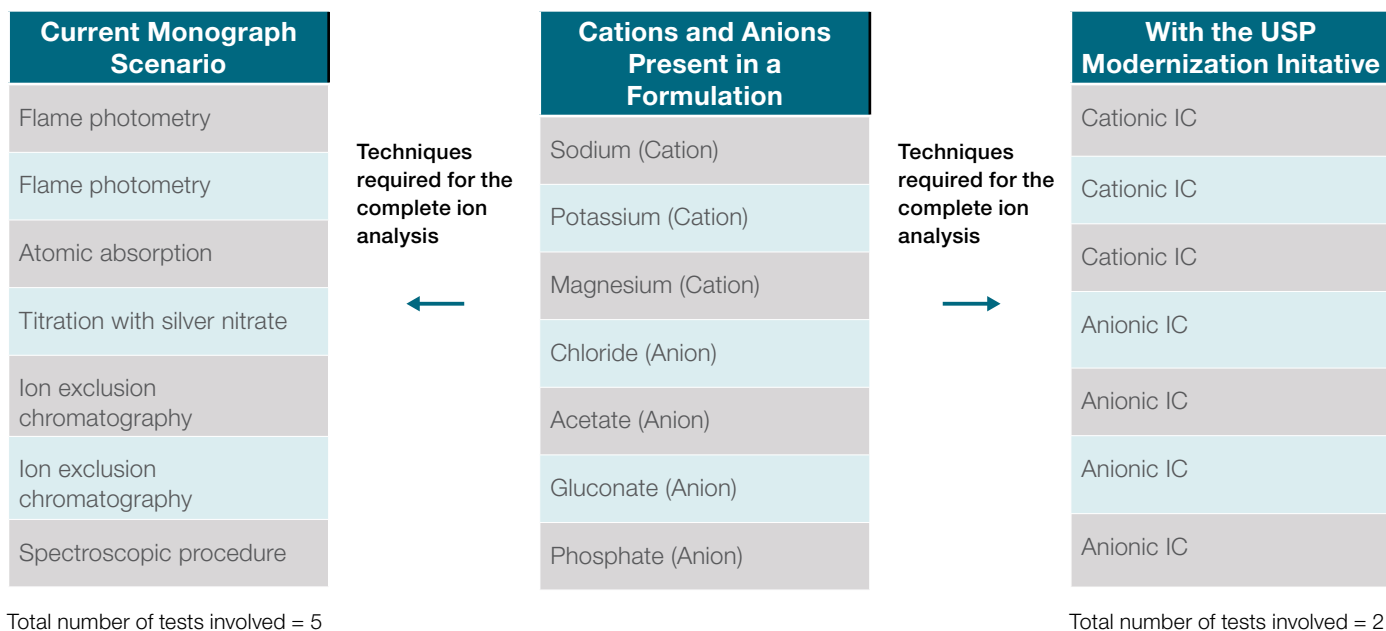 Current Monograph
Scenario
Flame photometry
Flame photometry
Atomic absorption
Titration with silver nitrate
Ion exclusion
chromatography
Ion exclusion
chromatography
Spectroscopic procedure
Total number of tests involved = 5
Techniques
required for the
complete ion
analysis
Cations and Anions
Present in a
Formulation
Sodium (Cation)
Potassium (Cation)
Magnesium (Cation)
Chloride (Anion)
Acetate (Anion)
Gluconate (Anion)
Phosphate (Anion)
Techniques
required for the
complete ion
analysis
With the USP
Modernization Initative
Cationic IC
Cationic IC
Cationic IC
Anionic IC
Anionic IC
Anionic IC
Anionic IC
Total number of tests involved = 2